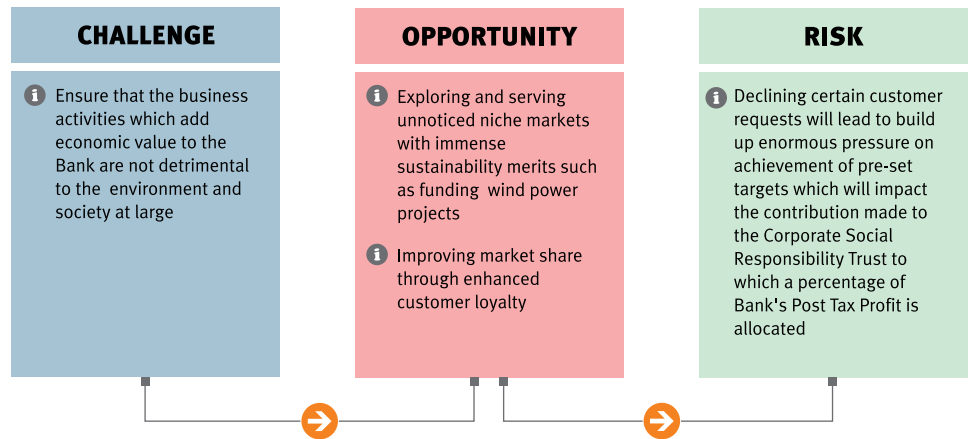 CHALLENGE
Ensure that the business
activities which add
economic value to the
Bank are not detrimental
to the environment and
society at large
OPPORTUNITY
Exploring and serving
unnoticed niche markets
with immense
sustainability merits such
as funding wind power
projects
Improving market share
through enhanced
customer loyalty
RISK
Declining certain customer
requests will lead to build
up enormous pressure on
achievement of pre-set
targets which will impact
the contribution made to
the Corporate Social
Responsibility Trust to
which a percentage of
Bank's Post Tax Profit is
allocated